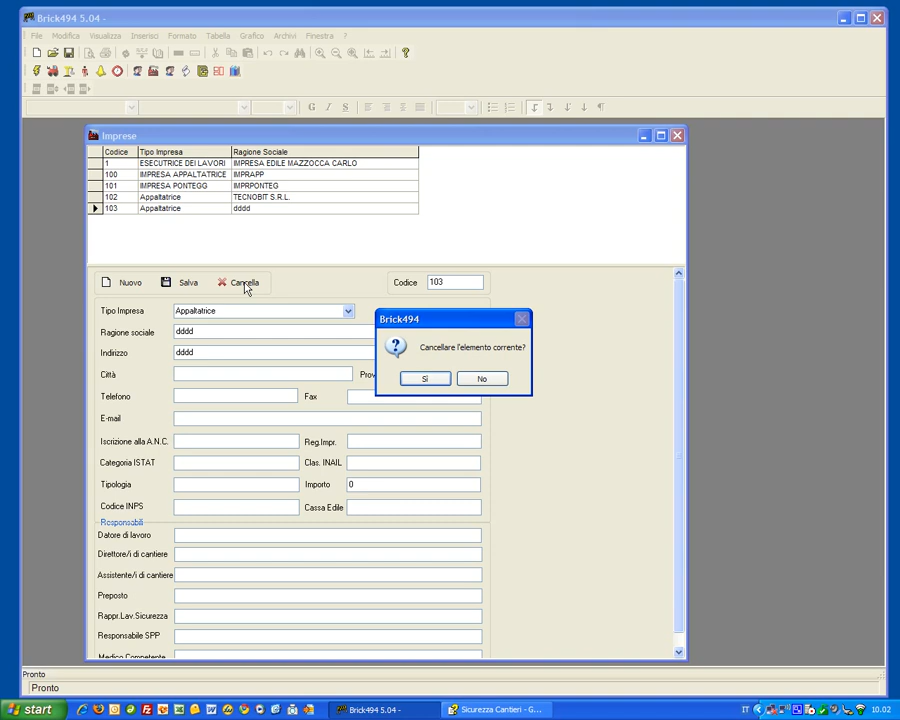 Brick494 5.04 -
File Modifica Visualizza Inserisci Formato Tabella Grafico Archivi Finestra ?
G I S
Imprese
Codice Tipo Impresa Ragione Sociale
1 ESECUTRICE DEI LAVORI IMPRESA EDILE MAZZOCCA CARLO
100 IMPRESA APPALTATRICE IMPRAPP
101 IMPRESA PONTEGG IMPRPONTEG
102 Appaltatrice TECNOBIT S.R.L.
103 Appaltatrice dddd
Nuovo Salva Cancella Codice 103
Tipo Impresa Appaltatrice
Brick494
Ragione sociale dddd
Cancellare l'elemento corrente?
Indirizzo dddd
Città Prov
Sì No
Telefono Fax
E-mail
Iscrizione alla A.N.C. Reg.Impr.
Categoria ISTAT Clas. INAIL
Tipologia Importo 0
Codice INPS Cassa Edile
Responsabili
Datore di lavoro
Direttore/i di cantiere
Assistente/i di cantiere
Preposto
Rappr.Lav.Sicurezza
Responsabile SPP
Medico Competente
Pronto
Pronto
start Brick494 5.04 - Sicurezza Cantieri - G... IT 10.02